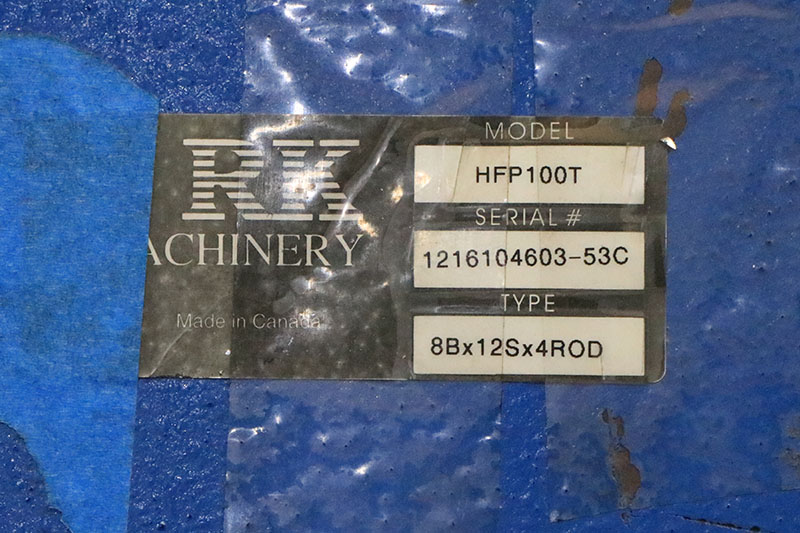 RK
ACHINERY
Made in Canada
MODEL
HFP100T
SERIAL #
1216104603-53C
TYPE
8Bx12Sx4ROD